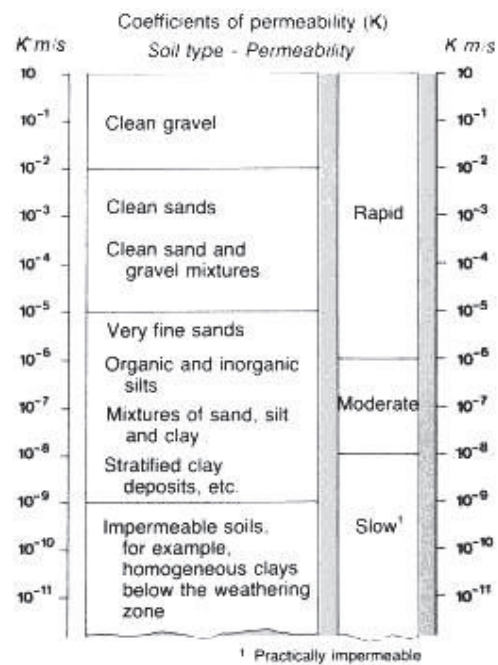 Coefficients of permeability (K)
K m/s Soil type - Permeability K m/s
10 10
10⁻¹ Clean gravel 10⁻¹
10⁻² 10⁻²
Clean sands
10⁻³ Rapid 10⁻³
Clean sand and
10⁻⁴ gravel mixtures 10⁻⁴
10⁻⁵ 10⁻⁵
Very fine sands
10⁻⁶ 10⁻⁶
Organic and inorganic
silts
10⁻⁷ Moderate 10⁻⁷
Mixtures of sand, silt
and clay
10⁻⁸ 10⁻⁸
Stratified clay
deposits, etc.
10⁻⁹ 10⁻⁹
Impermeable soils, Slow¹
10⁻¹⁰ for example, 10⁻¹⁰
homogeneous clays
10⁻¹¹ below the weathering 10⁻¹¹
zone
¹ Practically impermeable